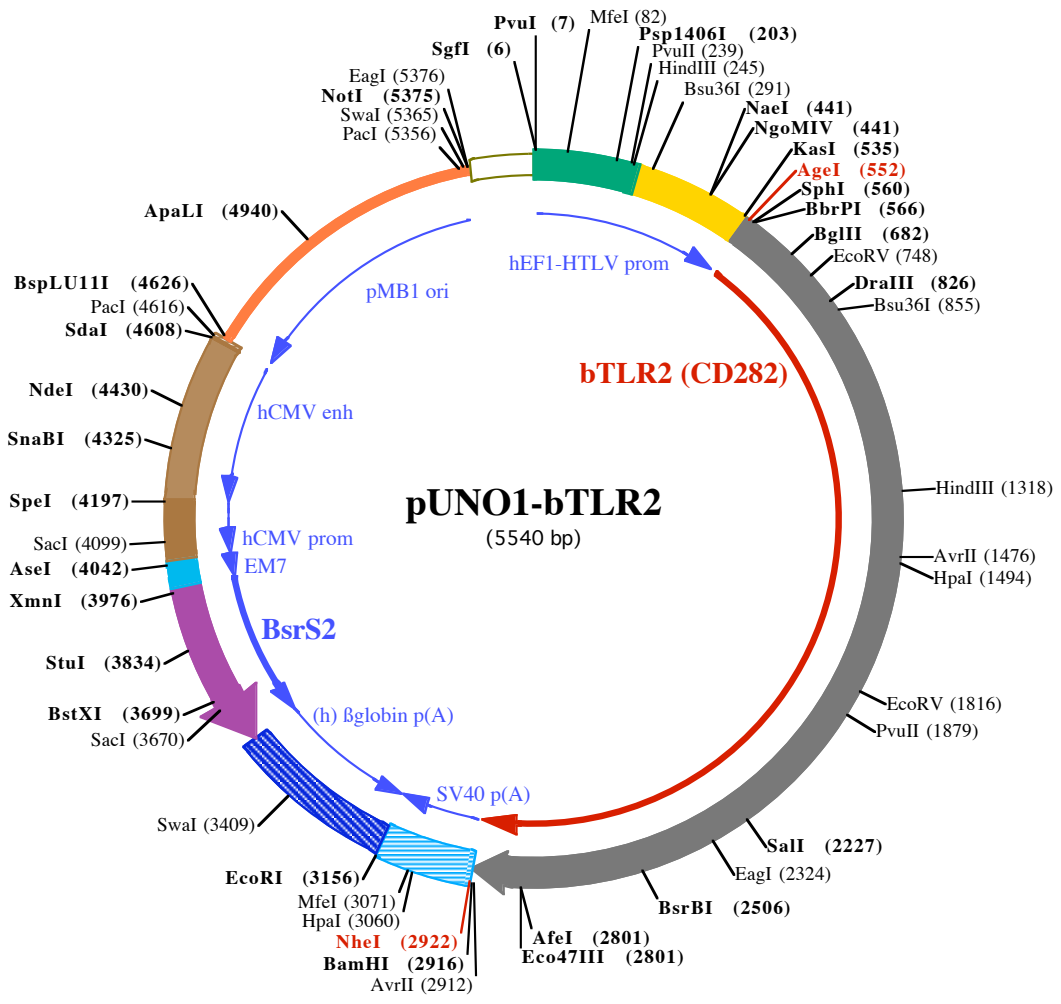 PvuI (7)
MfeI (82)
SgfI (6)
Psp1406I (203)
PvuII (239)
HindIII (245)
EagI (5376)
Bsu36I (291)
NotI (5375)
NaeI (441)
SwaI (5365)
NgoMIV (441)
PacI (5356)
KasI (535)
AgeI (552)
SphI (560)
ApaLI (4940)
BbrPI (566)
BglII (682)
EcoRV (748)
hEF1-HTLV prom
BspLU11I (4626)
DraIII (826)
pMB1 ori
PacI (4616)
Bsu36I (855)
SdaI (4608)
bTLR2 (CD282)
NdeI (4430)
hCMV enh
SnaBI (4325)
HindIII (1318)
SpeI (4197)
pUNO1-bTLR2
(5540 bp)
hCMV prom
SacI (4099)
AvrII (1476)
EM7
AseI (4042)
HpaI (1494)
XmnI (3976)
BsrS2
StuI (3834)
EcoRV (1816)
BstXI (3699)
(h) ßglobin p(A)
PvuII (1879)
SacI (3670)
SV40 p(A)
SwaI (3409)
SalI (2227)
EagI (2324)
EcoRI (3156)
MfeI (3071)
BsrBI (2506)
HpaI (3060)
NheI (2922)
AfeI (2801)
Eco47III (2801)
BamHI (2916)
AvrII (2912)